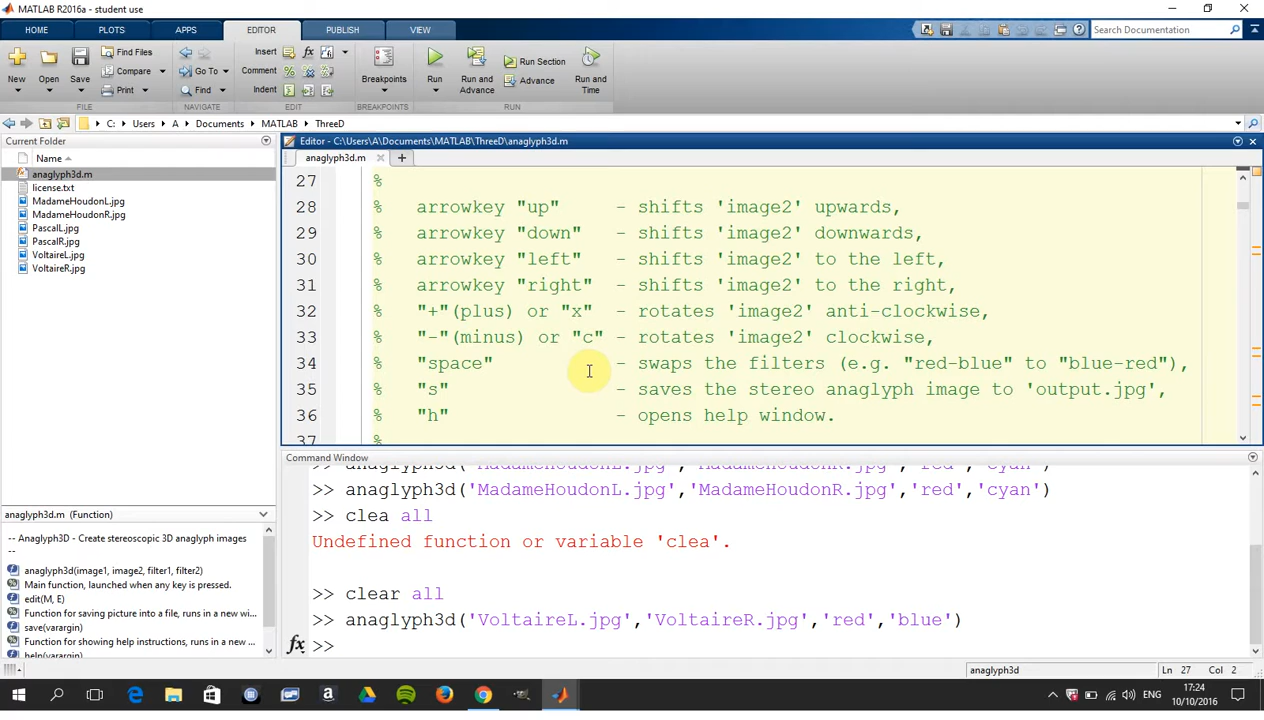 MATLAB R2016a - student use
HOME PLOTS APPS EDITOR PUBLISH VIEW
Search Documentation
New Open Save Find Files Compare Print
Go To Find
Insert Comment Indent
Breakpoints
Run Run and Advance Run Section Advance Run and Time
FILE NAVIGATE EDIT BREAKPOINTS RUN
C: Users A Documents MATLAB ThreeD
Current Folder
Name
anaglyph3d.m
license.txt
MadameHoudonL.jpg
MadameHoudonR.jpg
PascalL.jpg
PascalR.jpg
VoltaireL.jpg
VoltaireR.jpg
anaglyph3d.m (Function)
-- Anaglyph3D - Create stereoscopic 3D anaglyph images
--
anaglyph3d(image1, image2, filter1, filter2)
Main function, launched when any key is pressed.
edit(M, E)
Function for saving picture into a file, runs in a new wi...
save(varargin)
Function for showing help instructions, runs in a new ...
help(varargin)
Editor - C:\Users\A\Documents\MATLAB\ThreeD\anaglyph3d.m
anaglyph3d.m
27 %
28 % arrowkey "up" - shifts 'image2' upwards,
29 % arrowkey "down" - shifts 'image2' downwards,
30 % arrowkey "left" - shifts 'image2' to the left,
31 % arrowkey "right" - shifts 'image2' to the right,
32 % "+"(plus) or "x" - rotates 'image2' anti-clockwise,
33 % "-"(minus) or "c" - rotates 'image2' clockwise,
34 % "space" - swaps the filters (e.g. "red-blue" to "blue-red"),
35 % "s" - saves the stereo anaglyph image to 'output.jpg',
36 % "h" - opens help window.
37 %
Command Window
>> anaglyph3d('MadameHoudonL.jpg','MadameHoudonR.jpg','red','cyan')
>> anaglyph3d('MadameHoudonL.jpg','MadameHoudonR.jpg','red','cyan')
>> clea all
Undefined function or variable 'clea'.
>> clear all
>> anaglyph3d('VoltaireL.jpg','VoltaireR.jpg','red','blue')
fx >>
anaglyph3d Ln 27 Col 2
ENG
17:24
10/10/2016